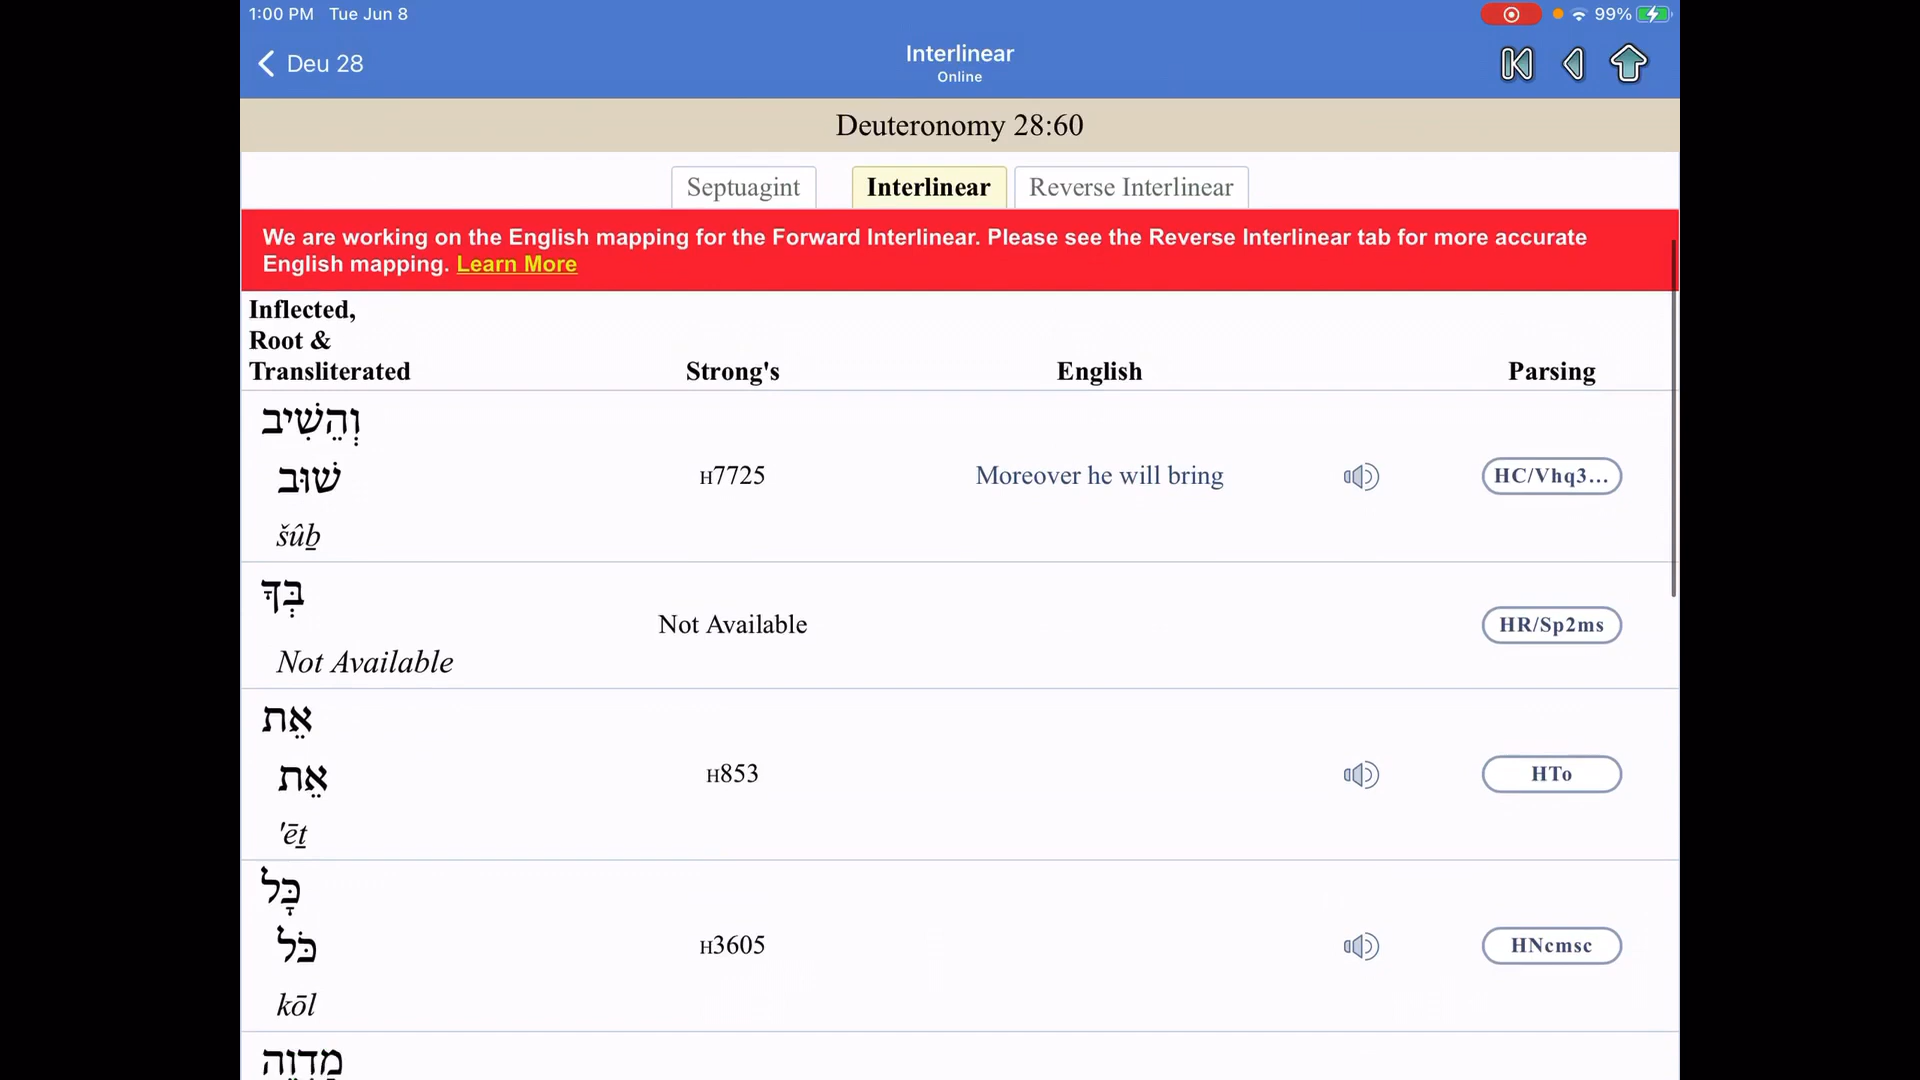 1:00 PM Tue Jun 8
99%
Deu 28
Interlinear
Online
Deuteronomy 28:60
Septuagint Interlinear Reverse Interlinear
We are working on the English mapping for the Forward Interlinear. Please see the Reverse Interlinear tab for more accurate
English mapping. Learn More
Inflected,
Root &
Transliterated Strong's English Parsing
וְהֵשִׁיב
שׁוּב H7725 Moreover he will bring HC/Vhq3...
šûḇ
בְּךָ
Not Available HR/Sp2ms
Not Available
אֵת
אֵת H853 HTo
'ēṯ
כָּל
כֹּל H3605 HNcmsc
kōl
מַדְוֵה